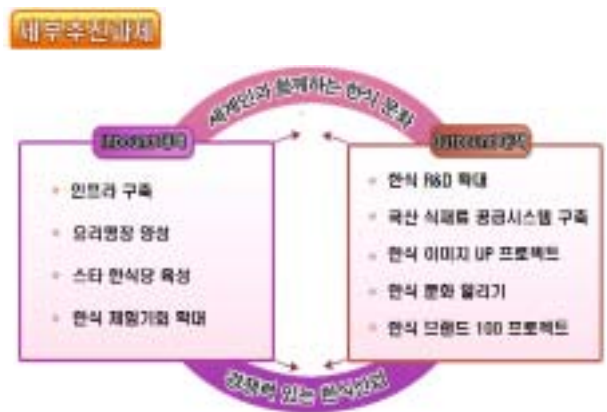 세부추진과제
세계인과 함께하는 한식 문화
인프라 구축
요리명장 양성
스타 한식당 육성
한식 체험기회 확대
한식 R&D 확대
국산 식재료 공급시스템 구축
한식 이미지 UP 프로젝트
한식 문화 알리기
한식 브랜드 100 프로젝트
경쟁력 있는 한식산업